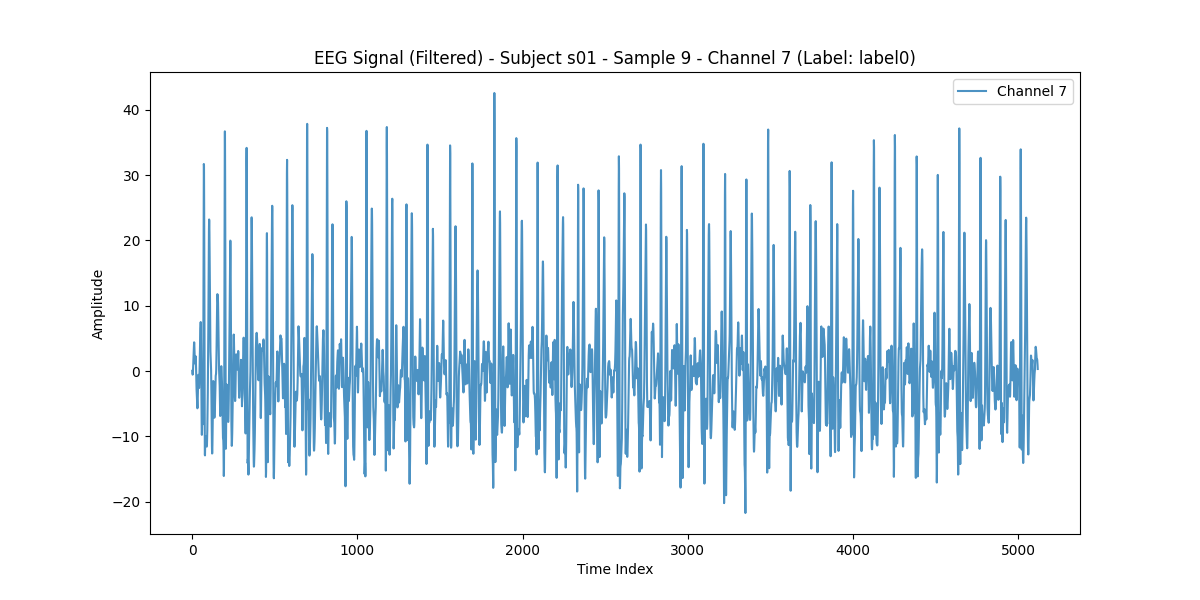 EEG Signal (Filtered) - Subject s01 - Sample 9 - Channel 7 (Label: label0)
Channel 7
40
30
20
10
0
−10
−20
Amplitude
0 1000 2000 3000 4000 5000
Time Index